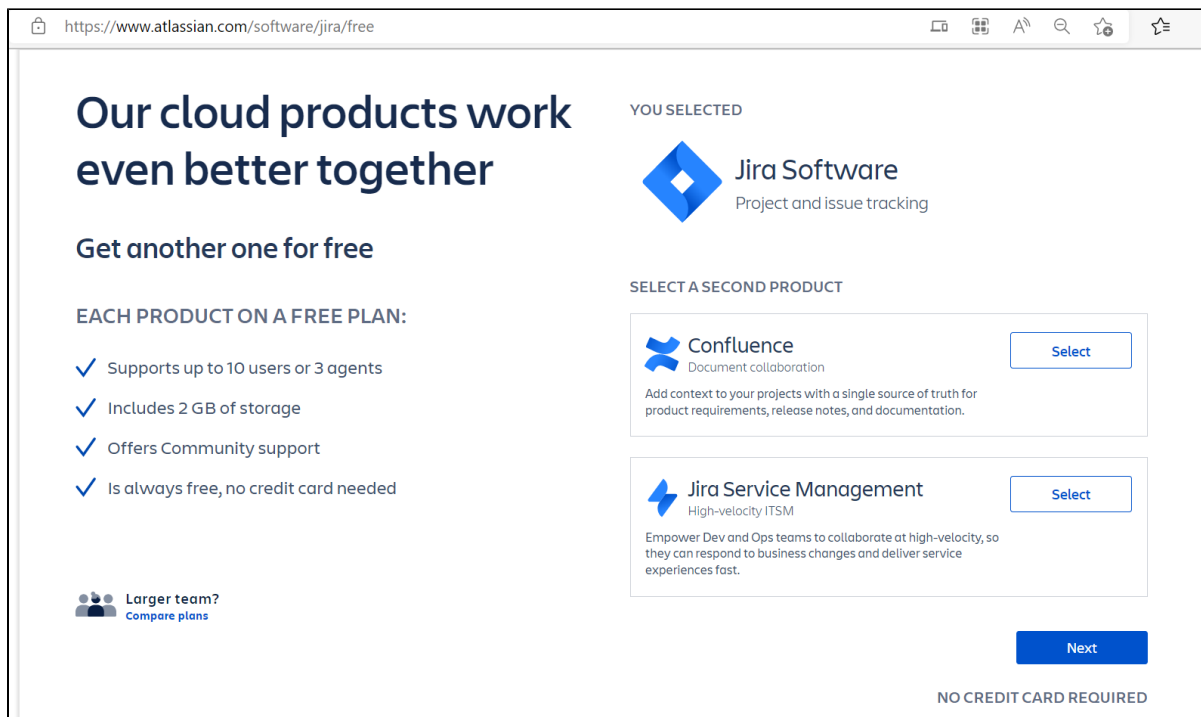 https://www.atlassian.com/software/jira/free
Our cloud products work
even better together
Get another one for free
EACH PRODUCT ON A FREE PLAN:
Supports up to 10 users or 3 agents
Includes 2 GB of storage
Offers Community support
Is always free, no credit card needed
Larger team?
Compare plans
YOU SELECTED
Jira Software
Project and issue tracking
SELECT A SECOND PRODUCT
Confluence
Document collaboration
Select
Add context to your projects with a single source of truth for
product requirements, release notes, and documentation.
Jira Service Management
High-velocity ITSM
Select
Empower Dev and Ops teams to collaborate at high-velocity, so
they can respond to business changes and deliver service
experiences fast.
Next
NO CREDIT CARD REQUIRED